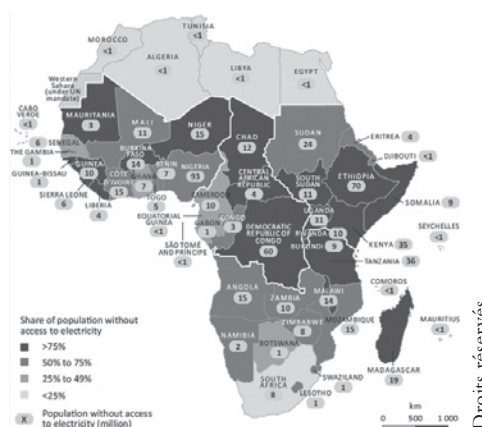 TUNISIA
<1
MOROCCO
<1
ALGERIA
<1
LIBYA
<1
EGYPT
<1
Western
Sahara
(under UN
mandate)
CABO
VERDE
<1
MAURITANIA
3
MALI
11
NIGER
15
CHAD
12
SUDAN
24
ERITREA 4
DJIBOUTI <1
6
SENEGAL
THE GAMBIA
1
GUINEA-BISSAU
1
GUINEA
10
SIERRA LEONE
6
LIBERIA
4
CÔTE
D'IVOIRE
15
BURKINA
FASO
14
GHANA
7
TOGO
5
BENIN
7
NIGERIA
93
CAMEROON
10
CENTRAL
AFRICAN
REPUBLIC
4
SOUTH
SUDAN
11
ETHIOPIA
70
SOMALIA 9
EQUATORIAL
GUINEA
<1
SÃO TOMÉ
AND PRÍNCIPE
<1
GABON
1
CONGO
3
DEMOCRATIC
REPUBLIC OF
CONGO
60
UGANDA
31
RWANDA 10
BURUNDI 9
KENYA 35
TANZANIA 36
SEYCHELLES
<1
COMOROS
<1
ANGOLA
15
ZAMBIA
10
MALAWI
14
MOZAMBIQUE
15
MAURITIUS
<1
ZIMBABWE
8
NAMIBIA
2
BOTSWANA
1
MADAGASCAR
19
SWAZILAND
1
SOUTH
AFRICA
8
LESOTHO
1
Share of population without
access to electricity
>75%
50% to 75%
25% to 49%
<25%
x Population without access
to electricity (million)
km
0 500 1 000
Droits réservés